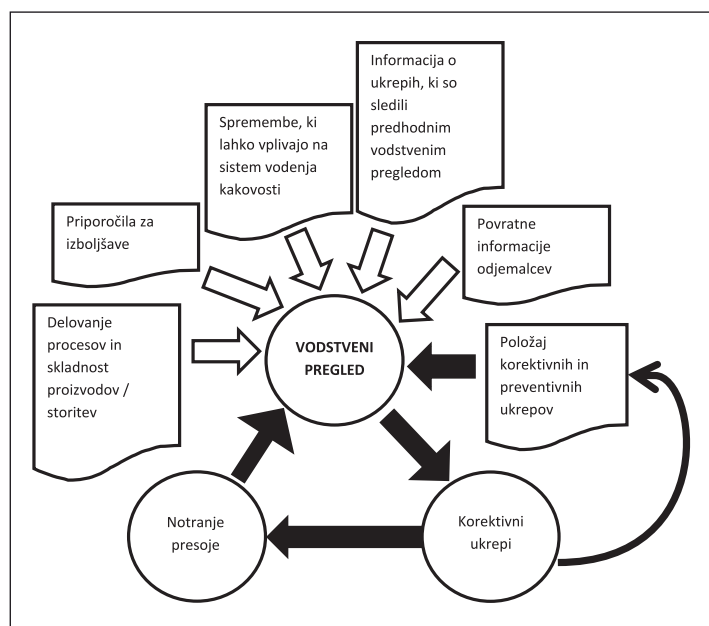 Informacija o
ukrepih, ki so
sledili
predhodnim
vodstvenim
pregledom
Spremembe, ki
lahko vplivajo na
sistem vodenja
kakovosti
Priporočila za
izboljšave
Povratne
informacije
odjemalcev
Delovanje
procesov in
skladnost
proizvodov /
storitev
VODSTVENI
PREGLED
Položaj
korektivnih in
preventivnih
ukrepov
Notranje
presoje
Korektivni
ukrepi